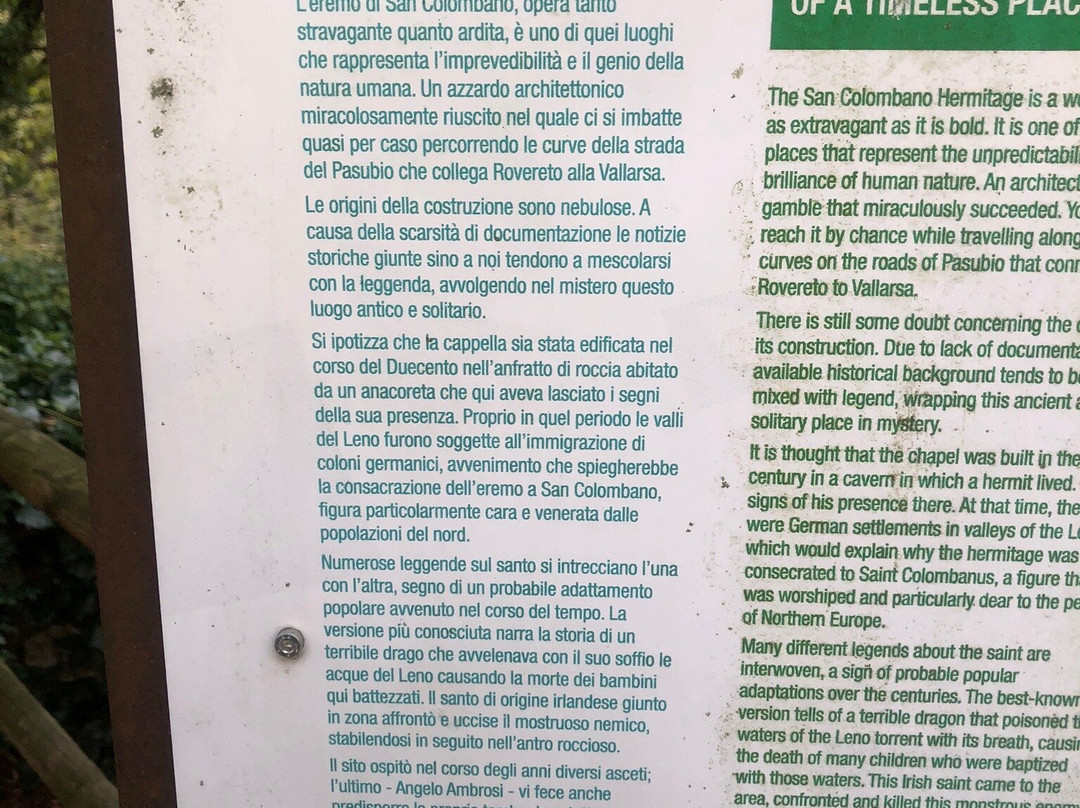 L'eremo di San Colombano, opera tanto
stravagante quanto ardita, è uno di quei luoghi
che rappresenta l'imprevedibilità e il genio della
natura umana. Un azzardo architettonico
miracolosamente riuscito nel quale ci si imbatte
quasi per caso percorrendo le curve della strada
del Pasubio che collega Rovereto alla Vallarsa.
Le origini della costruzione sono nebulose. A
causa della scarsità di documentazione le notizie
storiche giunte sino a noi tendono a mescolarsi
con la leggenda, avvolgendo nel mistero questo
luogo antico e solitario.
Si ipotizza che la cappella sia stata edificata nel
corso del Duecento nell'anfratto di roccia abitato
da un anacoreta che qui aveva lasciato i segni
della sua presenza. Proprio in quel periodo le valli
del Leno furono soggette all'immigrazione di
coloni germanici, avvenimento che spiegherebbe
la consacrazione dell'eremo a San Colombano,
figura particolarmente cara e venerata dalle
popolazioni del nord.
Numerose leggende sul santo si intrecciano l'una
con l'altra, segno di un probabile adattamento
popolare avvenuto nel corso del tempo. La
versione più conosciuta narra la storia di un
terribile drago che avvelenava con il suo soffio le
acque del Leno causando la morte dei bambini
qui battezzati. Il santo di origine irlandese giunto
in zona affrontò e uccise il mostruoso nemico,
stabilendosi in seguito nell'antro roccioso.
Il sito ospitò nel corso degli anni diversi asceti;
l'ultimo - Angelo Ambrosi - vi fece anche
OF A TIMELESS PLAC
The San Colombano Hermitage is a w
as extravagant as it is bold. It is one of
places that represent the unpredictabil
brilliance of human nature. An architect
gamble that miraculously succeeded. Yo
reach it by chance while travelling along
curves on the roads of Pasubio that conn
Rovereto to Vallarsa.
There is still some doubt concerning the
its construction. Due to lack of documenta
available historical background tends to be
mixed with legend, wrapping this ancient a
solitary place in mystery.
It is thought that the chapel was built in the
century in a cavern in which a hermit lived.
signs of his presence there. At that time, the
were German settlements in valleys of the Le
which would explain why the hermitage was
consecrated to Saint Colombanus, a figure tha
was worshiped and particularly dear to the pe
of Northern Europe.
Many different legends about the saint are
interwoven, a sign of probable popular
adaptations over the centuries. The best-known
version tells of a terrible dragon that poisoned t
waters of the Leno torrent with its breath, causin
the death of many children who were baptized
with those waters. This Irish saint came to the
area, confronted and killed this monstrous